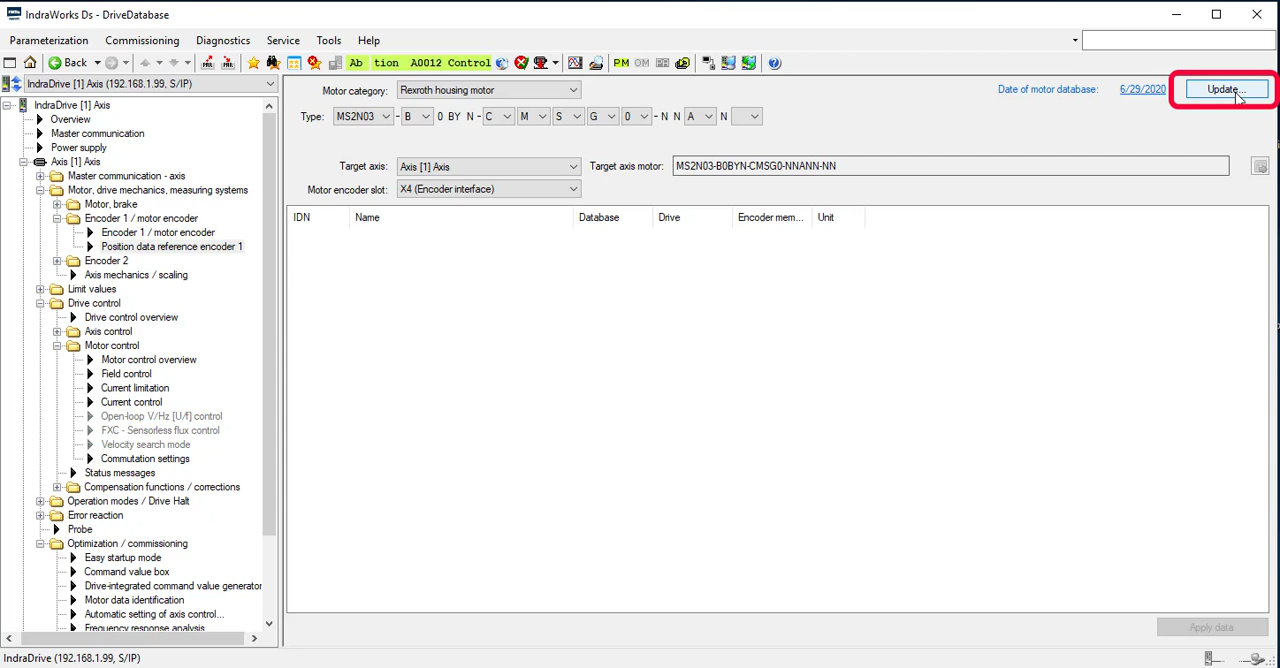 IndraWorks Ds - DriveDatabase
Parameterization Commissioning Diagnostics Service Tools Help
Back Ab tion A0012 Control PM OM
IndraDrive [1] Axis (192.168.1.99, S/IP)
IndraDrive [1] Axis
Overview
Master communication
Power supply
Axis [1] Axis
Master communication - axis
Motor, drive mechanics, measuring systems
Motor, brake
Encoder 1 / motor encoder
Encoder 1 / motor encoder
Position data reference encoder 1
Encoder 2
Axis mechanics / scaling
Limit values
Drive control
Drive control overview
Axis control
Motor control
Motor control overview
Field control
Current limitation
Current control
Open-loop V/Hz [U/f] control
FXC - Sensorless flux control
Velocity search mode
Commutation settings
Status messages
Compensation functions / corrections
Operation modes / Drive Halt
Error reaction
Probe
Optimization / commissioning
Easy startup mode
Command value box
Drive-integrated command value generator
Motor data identification
Automatic setting of axis control...
Frequency response analysis
Motor category: Rexroth housing motor Date of motor database: 6/29/2020 Update...
Type: MS2N03 - B 0 BY N - C M S G 0 - N N A N
Target axis: Axis [1] Axis Target axis motor: MS2N03-B0BYN-CMSG0-NNANN-NN
Motor encoder slot: X4 (Encoder interface)
IDN Name Database Drive Encoder mem... Unit
Apply data
IndraDrive (192.168.1.99, S/IP)